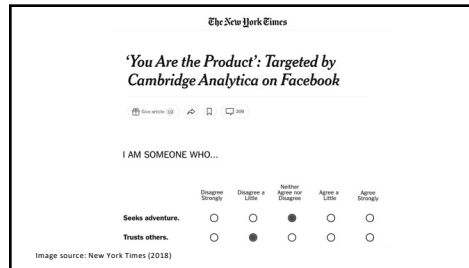 The New York Times
‘You Are the Product’: Targeted by
Cambridge Analytica on Facebook
Give article 10 306
I AM SOMEONE WHO...
Disagree Strongly Disagree a Little Neither Agree nor Disagree Agree a Little Agree Strongly
Seeks adventure.
Trusts others.
Image source: New York Times (2018)